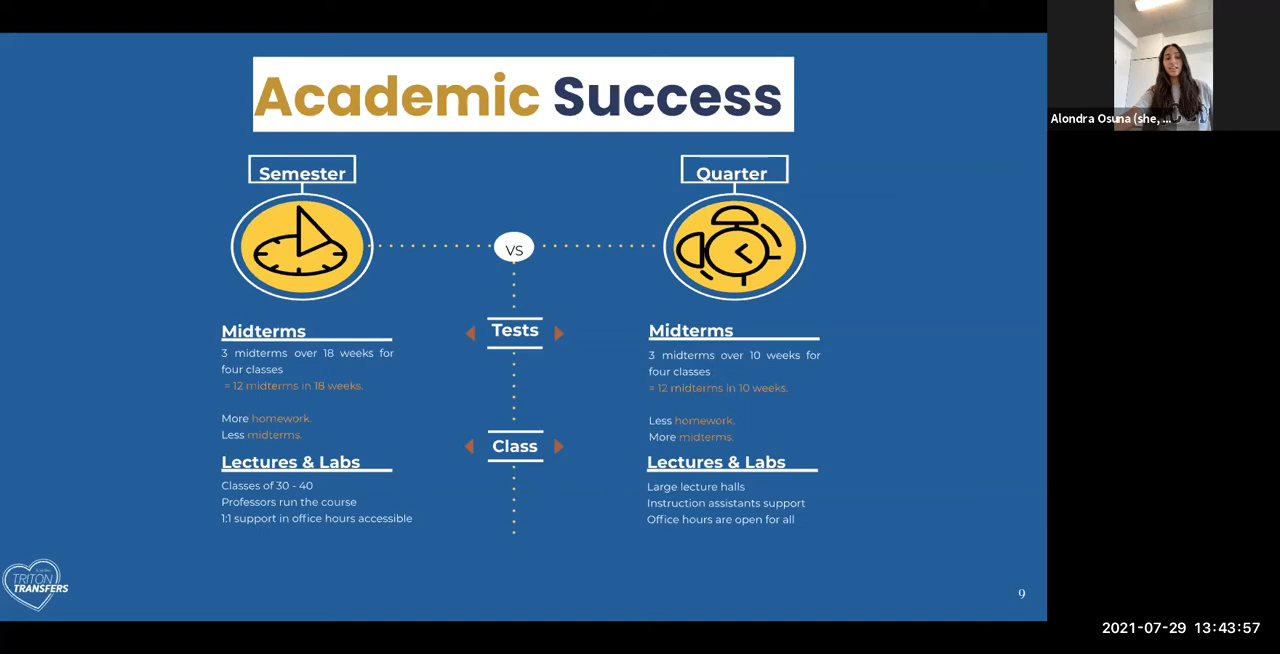 Academic Success
Alondra Osuna (she, ...
Semester
Quarter
VS
Tests
Midterms
3 midterms over 18 weeks for
four classes
= 12 midterms in 18 weeks.
More homework.
Less midterms.
Midterms
3 midterms over 10 weeks for
four classes
= 12 midterms in 10 weeks.
Less homework.
More midterms.
Class
Lectures & Labs
Classes of 30 - 40
Professors run the course
1:1 support in office hours accessible
Lectures & Labs
Large lecture halls
Instruction assistants support
Office hours are open for all
TRITON
TRANSFERS
9
2021-07-29 13:43:57